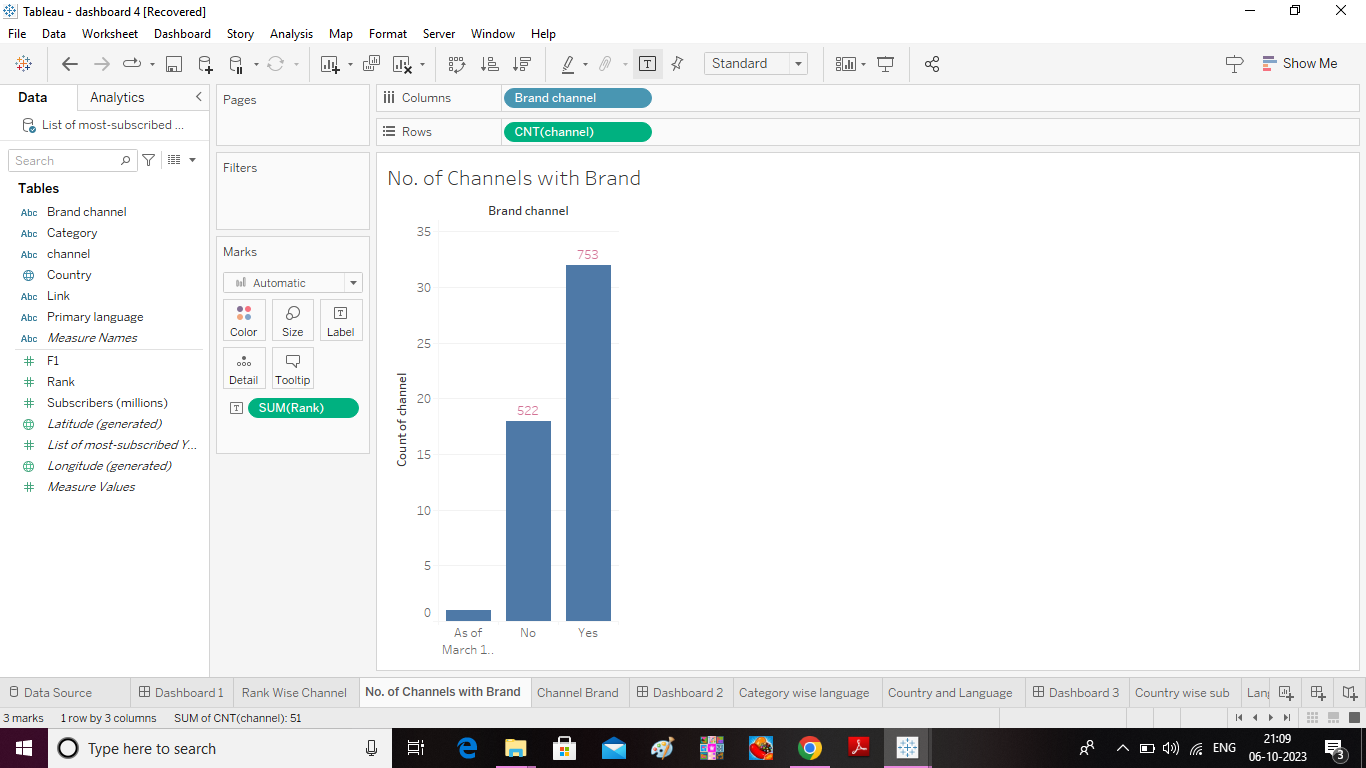 Tableau - dashboard 4 [Recovered]
File Data Worksheet Dashboard Story Analysis Map Format Server Window Help
Standard
Show Me
Data Analytics
List of most-subscribed ...
Search
Tables
Abc Brand channel
Abc Category
Abc channel
Country
Abc Link
Abc Primary language
Abc Measure Names
F1
Rank
Subscribers (millions)
Latitude (generated)
List of most-subscribed Y...
Longitude (generated)
Measure Values
Pages
Filters
Marks
Automatic
Color Size Label
Detail Tooltip
SUM(Rank)
Columns Brand channel
Rows CNT(channel)
No. of Channels with Brand
Brand channel
35
30
25
20
15
10
5
0
Count of channel
753
522
As of
March 1..
No
Yes
Data Source Dashboard 1 Rank Wise Channel No. of Channels with Brand Channel Brand Dashboard 2 Category wise language Country and Language Dashboard 3 Country wise sub
3 marks 1 row by 3 columns SUM of CNT(channel): 51
Type here to search
ENG
21:09
06-10-2023
3